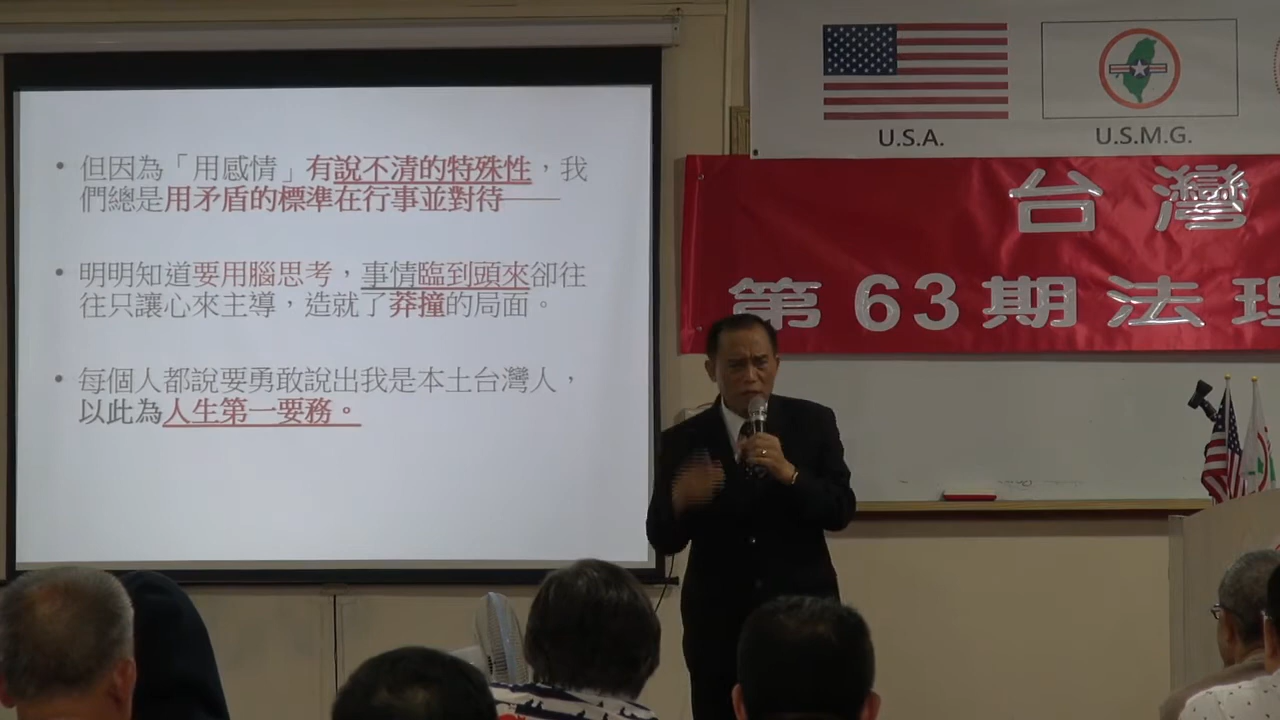 • 但因為「用感情」有說不清的特殊性，我
們總是用矛盾的標準在行事並對待
• 明明知道要用腦思考，事情臨到頭來卻往
往只讓心來主導，造就了莽撞的局面。
• 每個人都說要勇敢說出我是本土台灣人，
以此為人生第一要務。
U.S.A.
U.S.M.G.
台灣
第63期法理